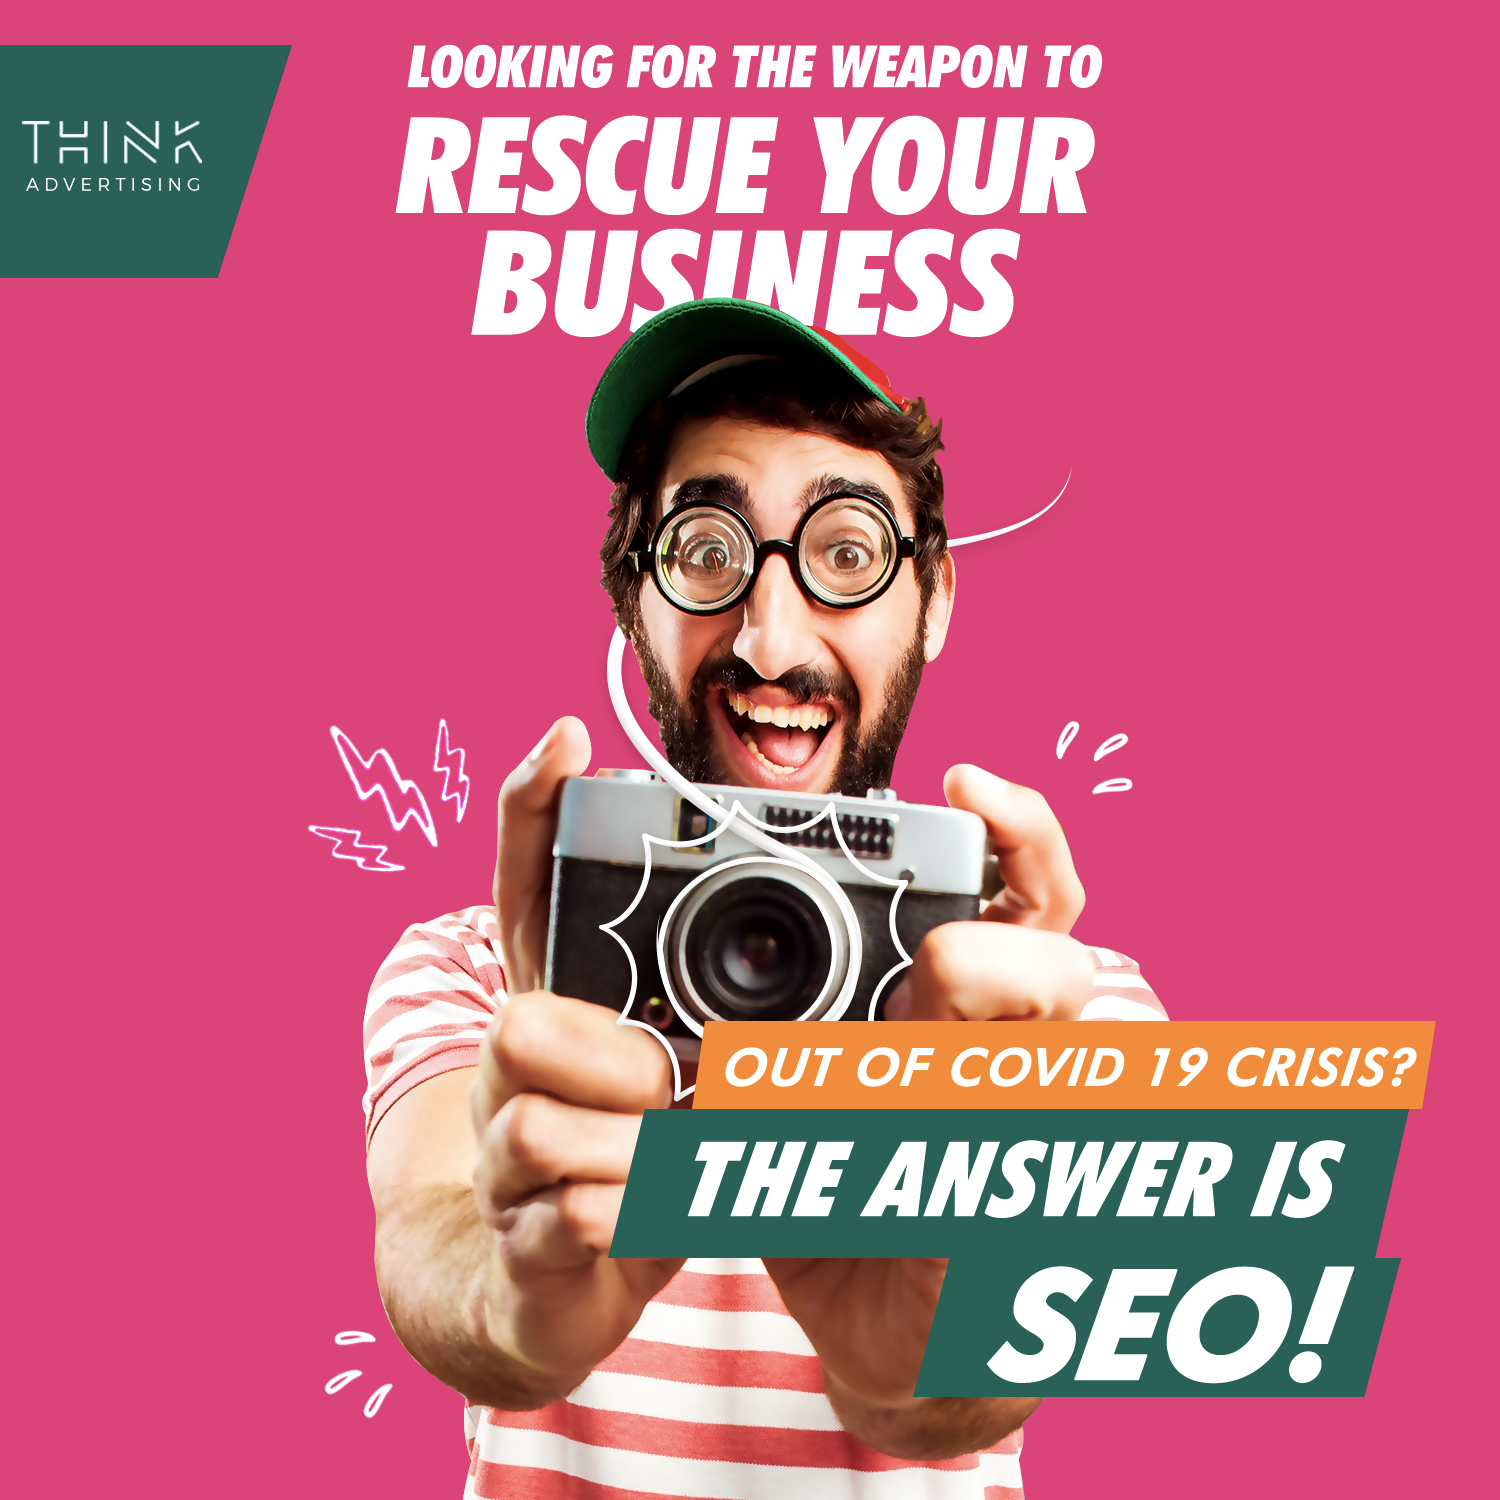 THINK
ADVERTISING
LOOKING FOR THE WEAPON TO
RESCUE YOUR
BUSINESS
OUT OF COVID 19 CRISIS?
THE ANSWER IS
SEO!